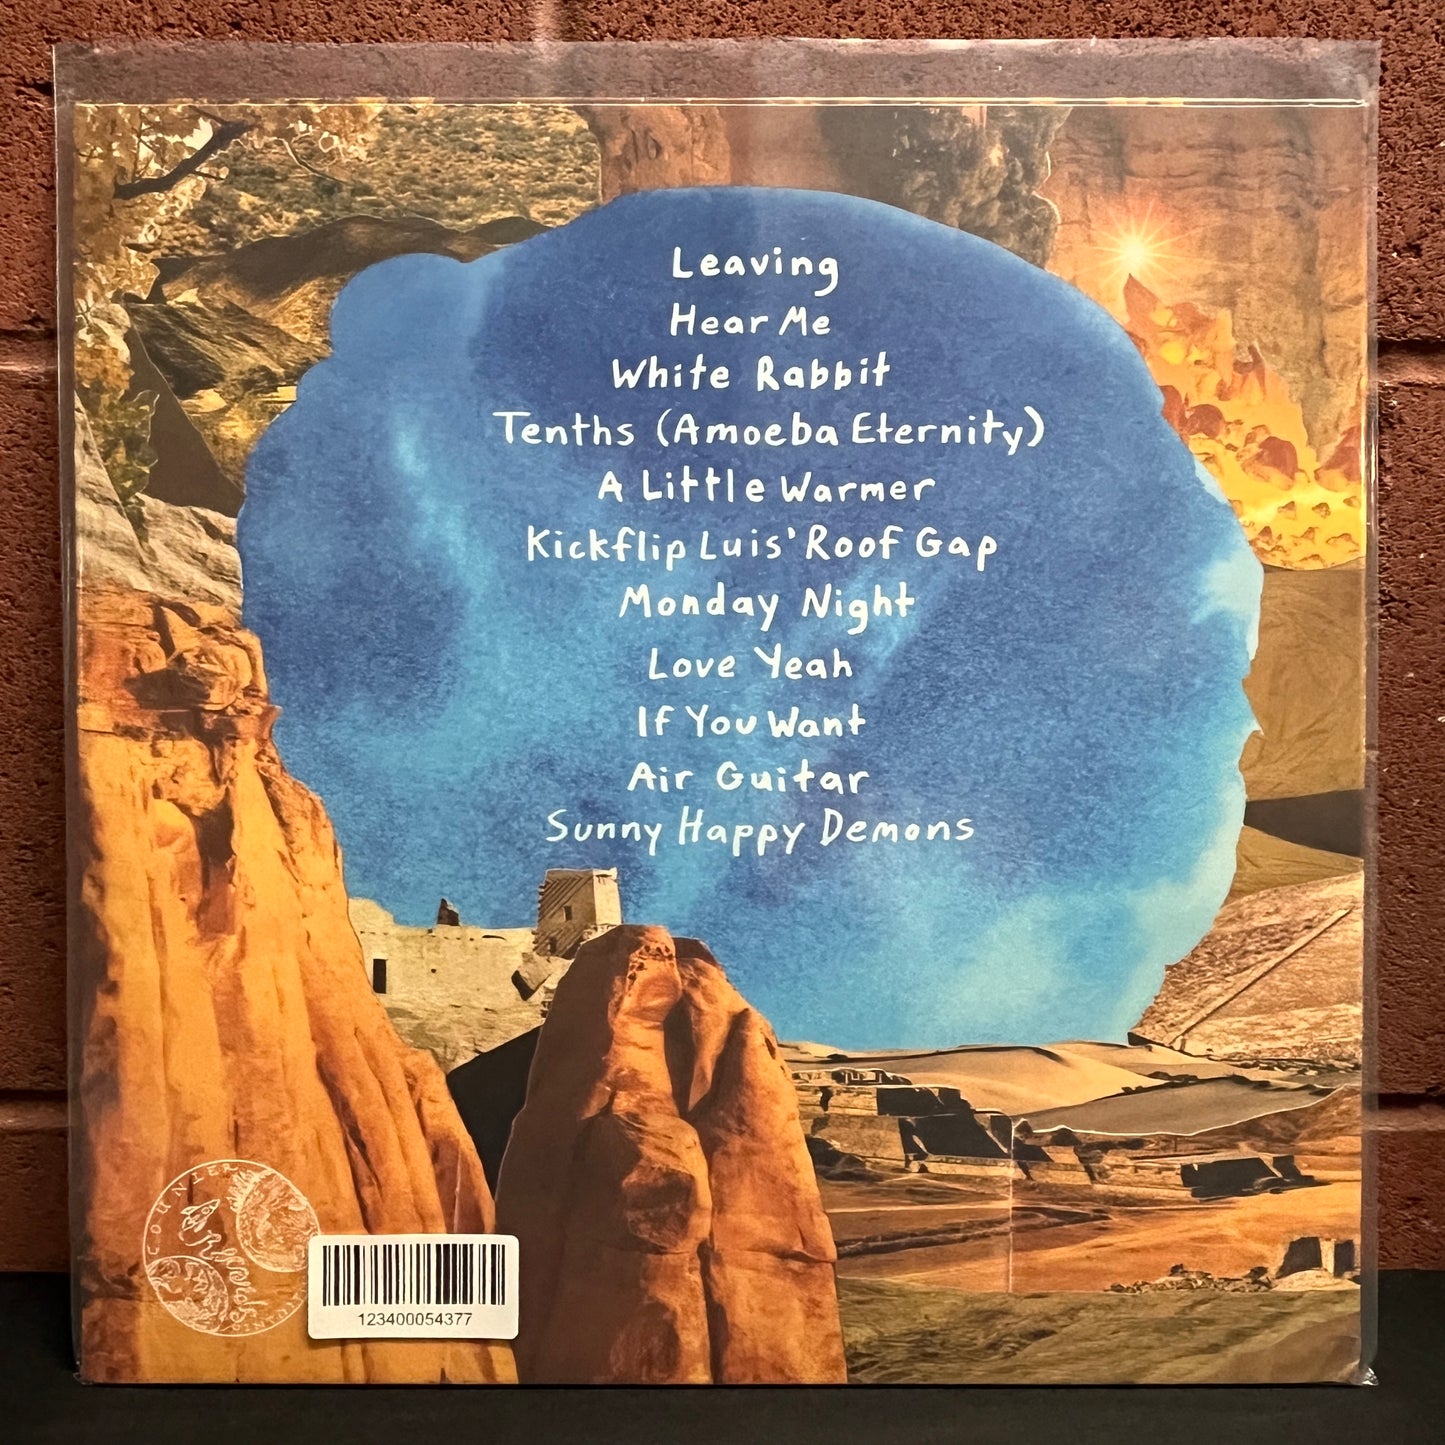 Leaving
Hear Me
White Rabbit
Tenths (Amoeba Eternity)
A Little Warmer
Kickflip Luis' Roof Gap
Monday Night
Love Yeah
If You Want
Air Guitar
Sunny Happy Demons
COUNTER
123400054377